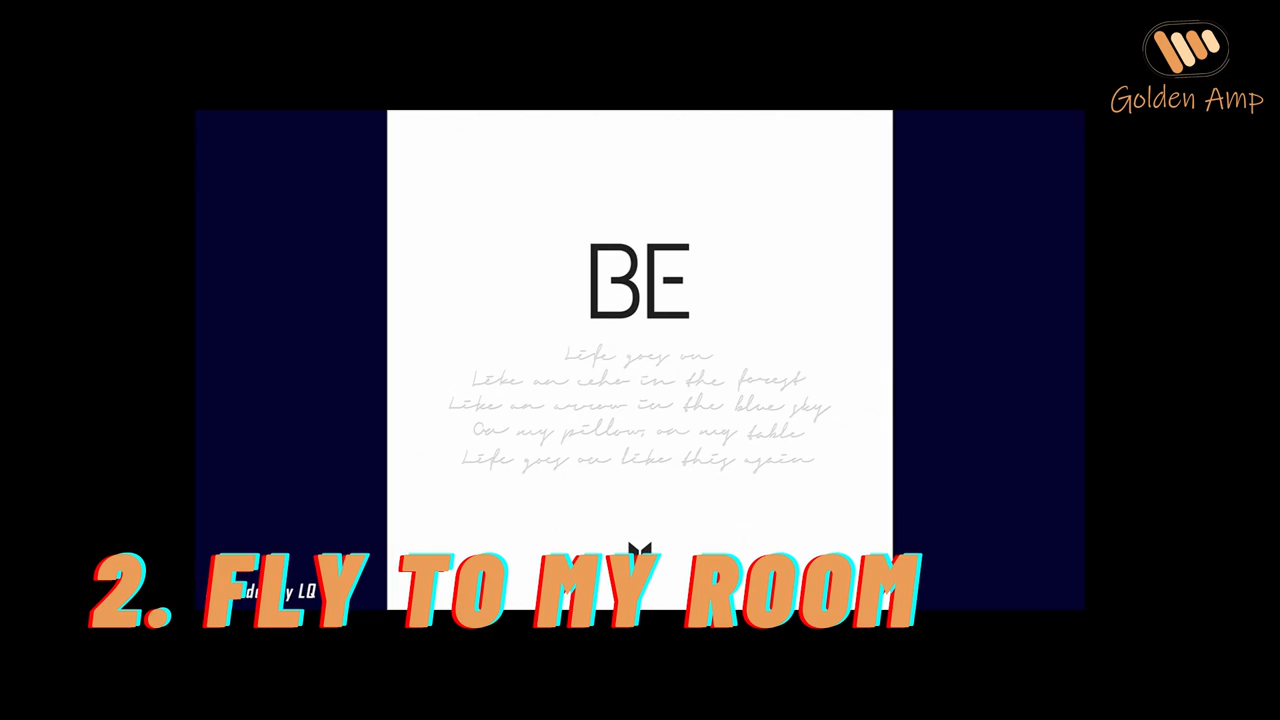 Golden Amp
BE
Life goes on
Like an echo in the forest
Like an arrow in the blue sky
On my pillow, on my table
Life goes on like this again
2. FLY TO MY ROOM
y LQ